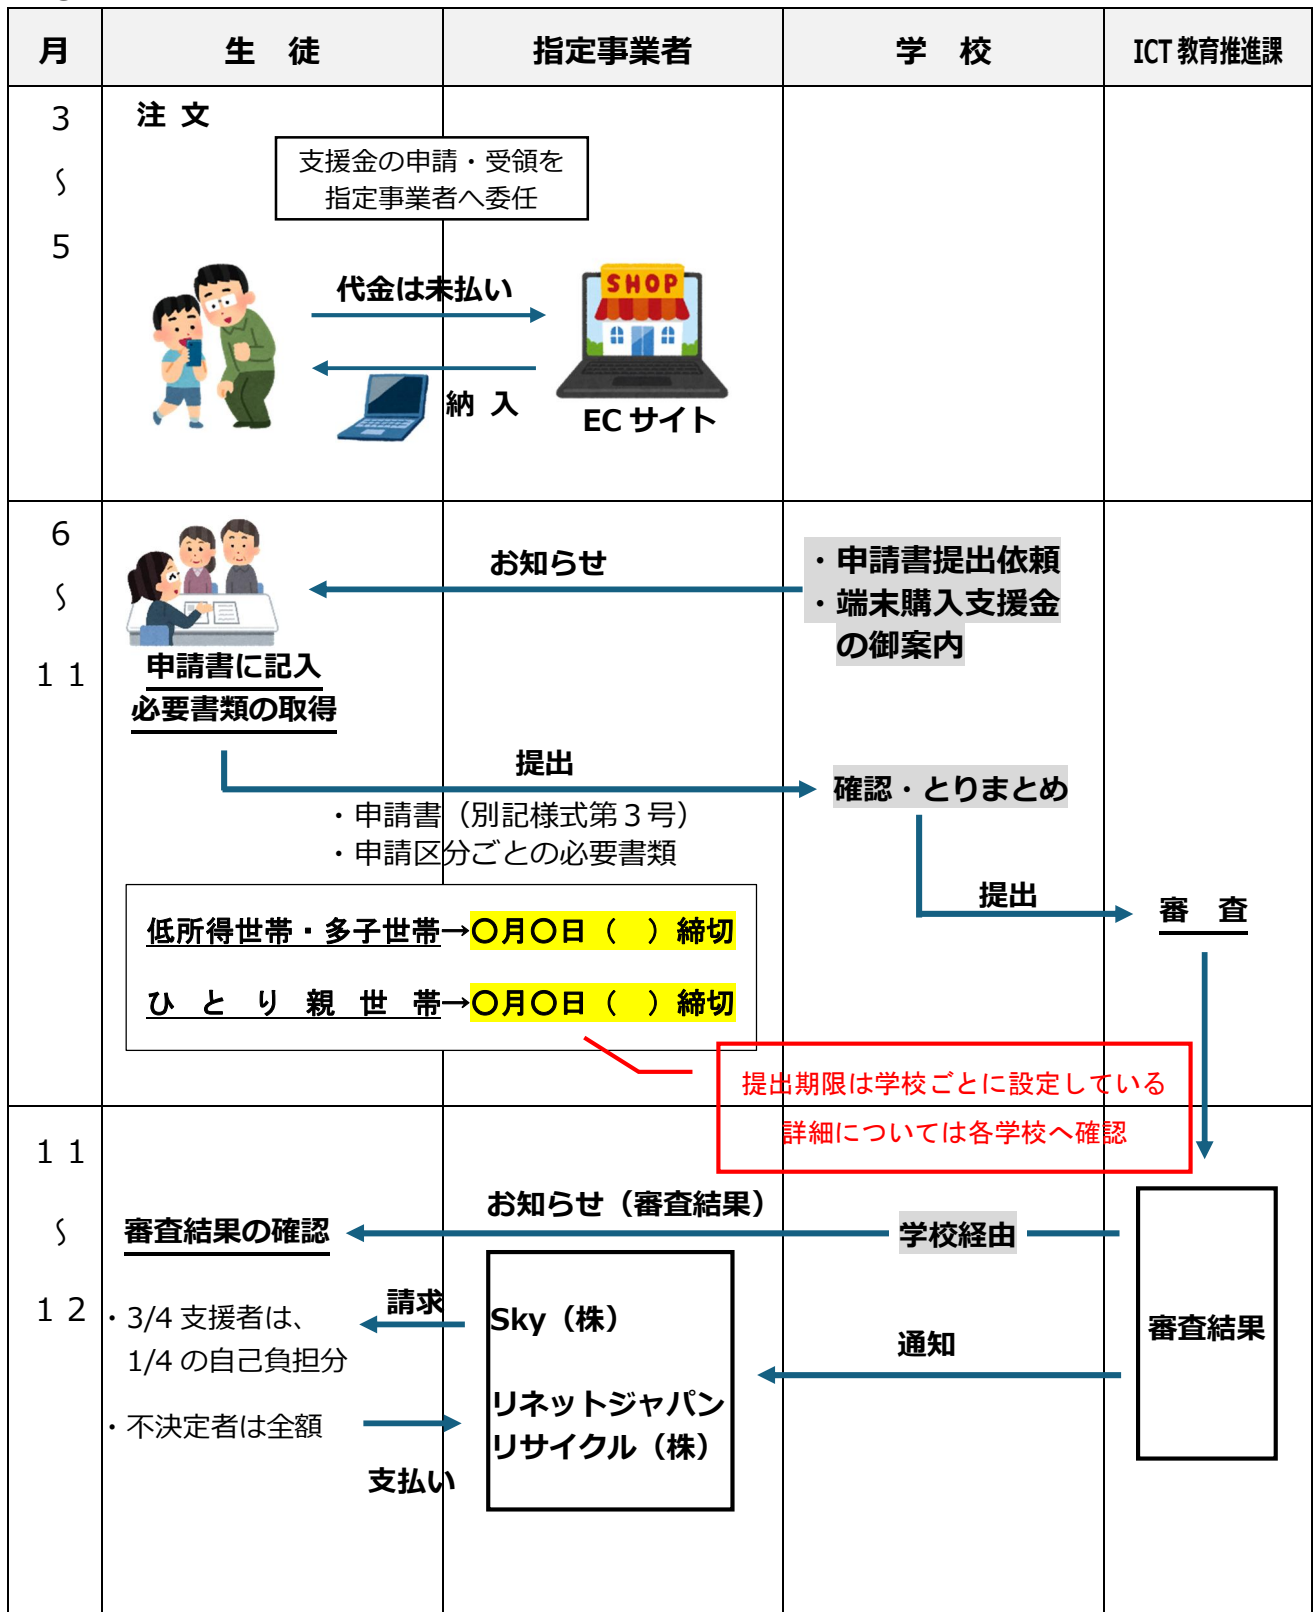 月
生　徒
指定事業者
学　校
ICT 教育推進課
3
～
5
注 文
支援金の申請・受領を
指定事業者へ委任
代金は未払い
SHOP
納 入
EC サイト
6
～
１１
お知らせ
・申請書提出依頼
・端末購入支援金
の御案内
申請書に記入
必要書類の取得
提出
確認・とりまとめ
・申請書（別記様式第３号）
・申請区分ごとの必要書類
提出
審　査
低所得世帯・多子世帯→〇月〇日（　）締切
ひ と り 親 世 帯→〇月〇日（　）締切
提出期限は学校ごとに設定している
詳細については各学校へ確認
１１
～
１２
お知らせ（審査結果）
審査結果の確認
学校経由
・3/4 支援者は、
1/4 の自己負担分
請求
Sky（株）
通知
審査結果
・不決定者は全額
リネットジャパン
リサイクル（株）
支払い